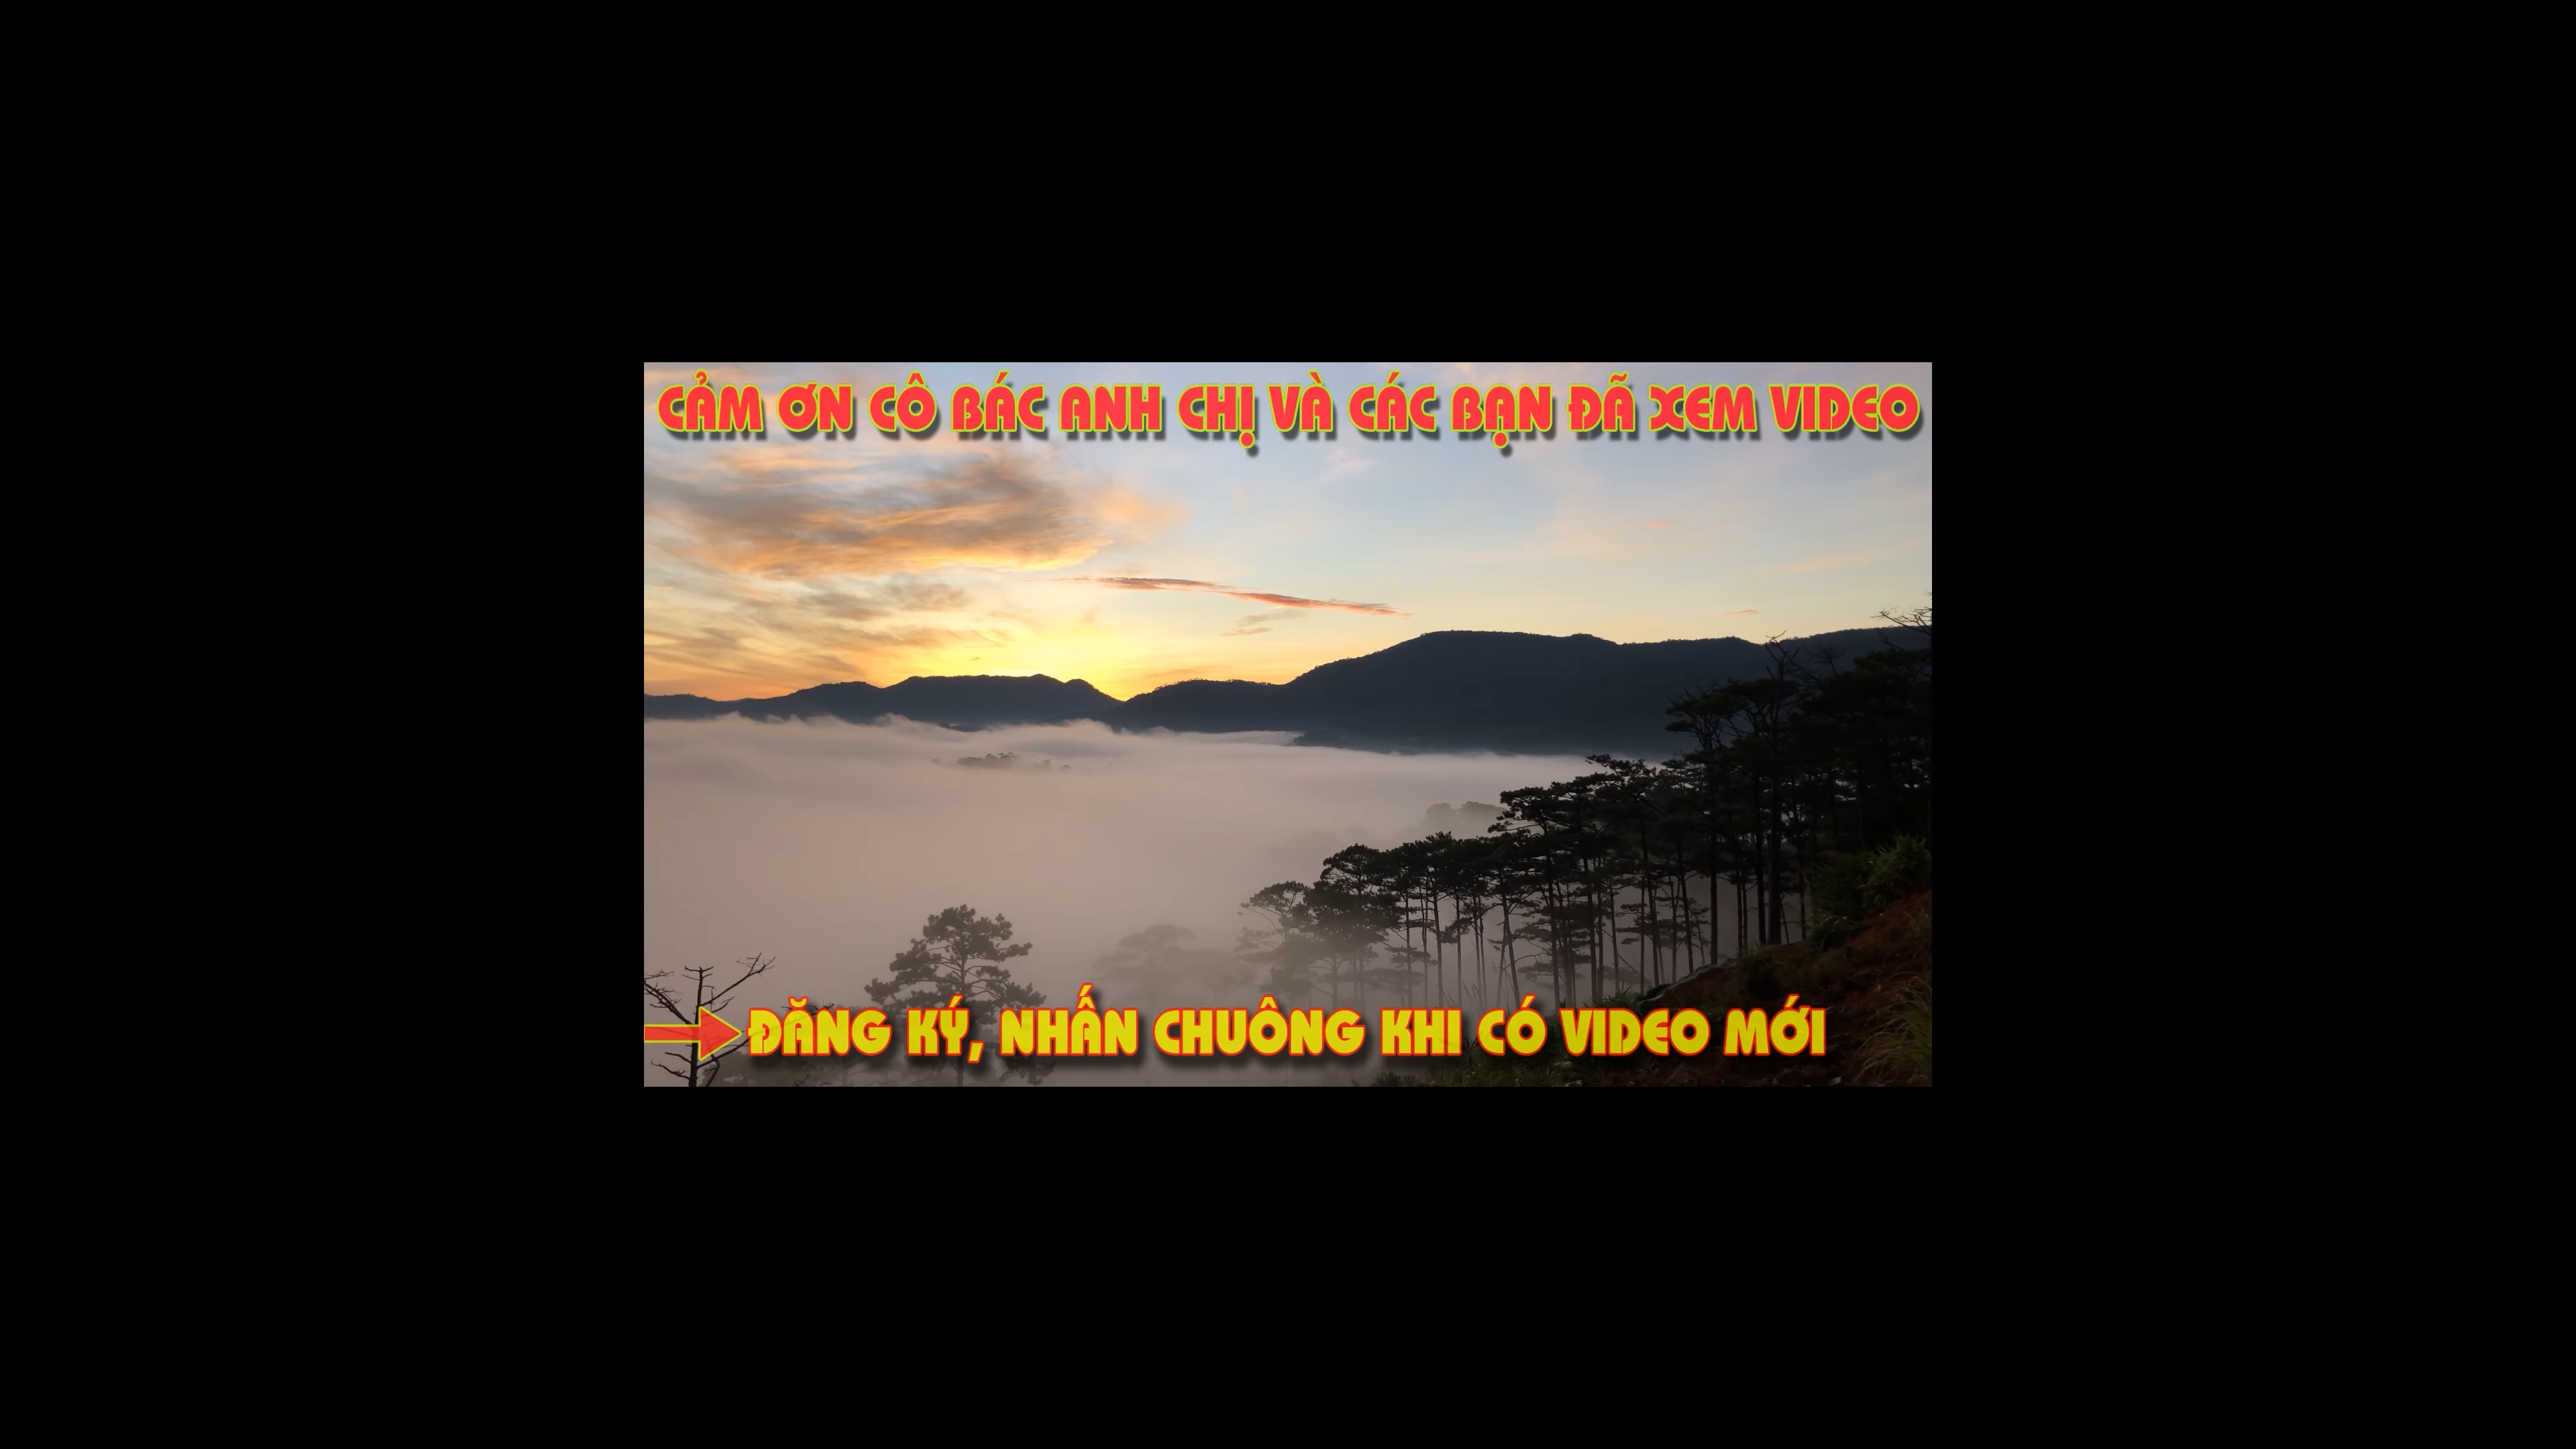 CẢM ƠN CÔ BÁC ANH CHỊ VÀ CÁC BẠN ĐÃ XEM VIDEO
ĐĂNG KÝ, NHẤN CHUÔNG KHI CÓ VIDEO MỚI